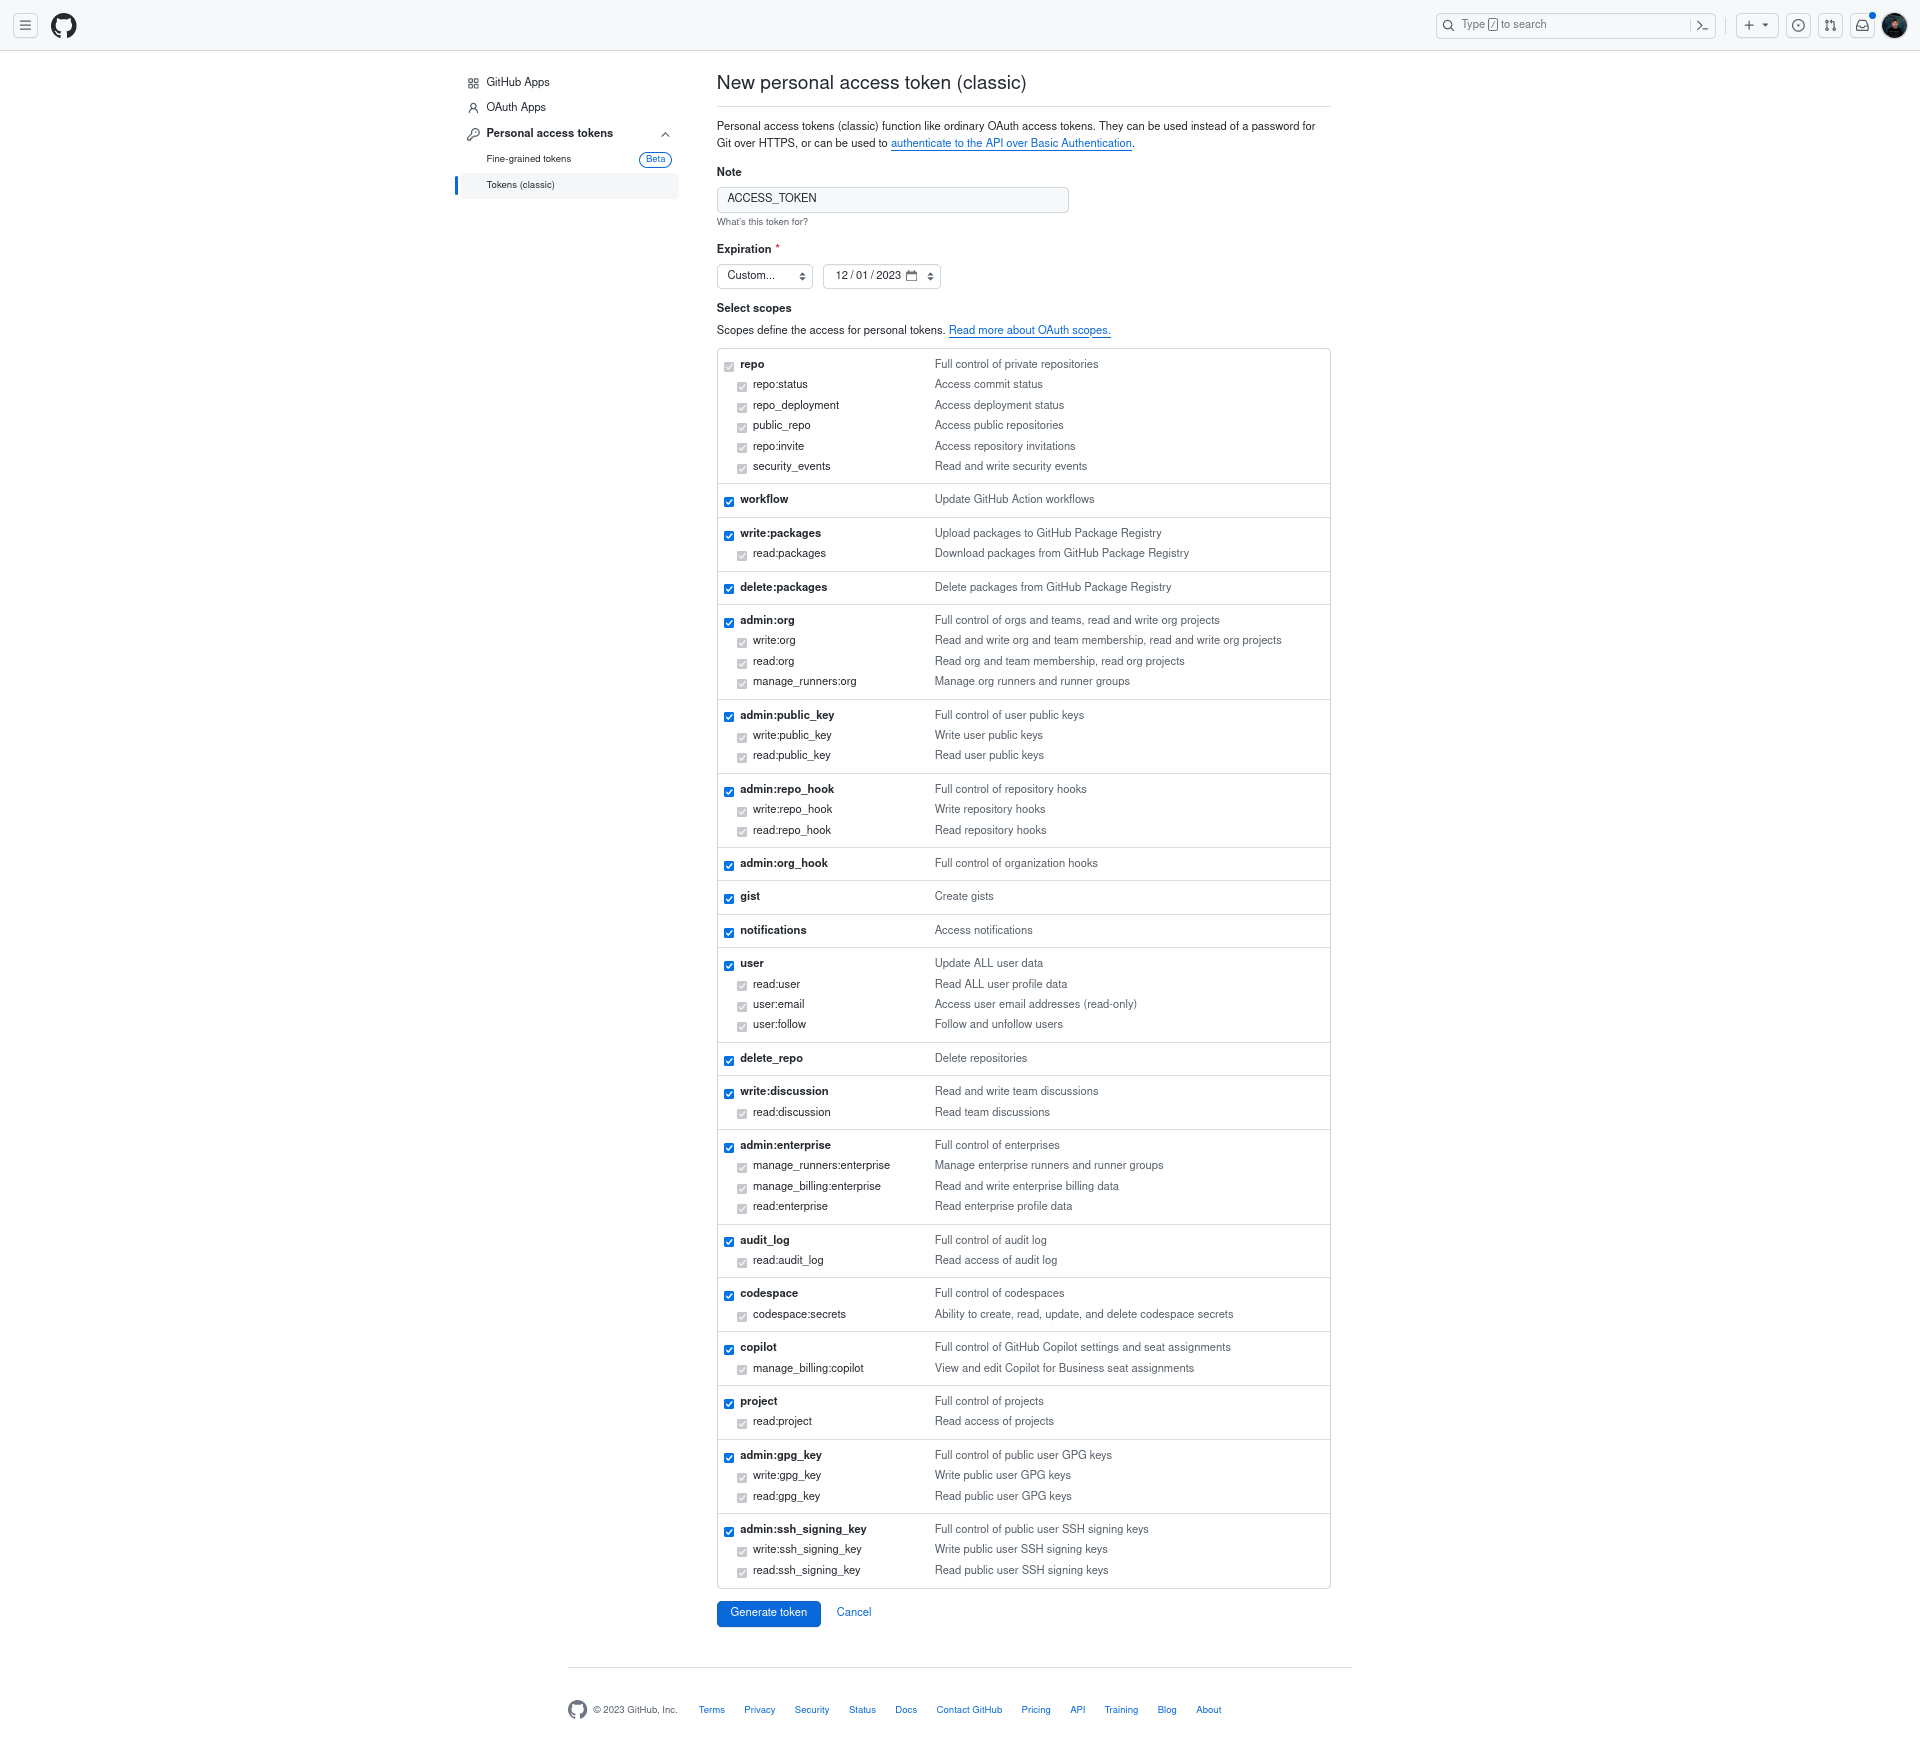 Type / to search
GitHub Apps
OAuth Apps
Personal access tokens
Fine-grained tokens Beta
Tokens (classic)
New personal access token (classic)
Personal access tokens (classic) function like ordinary OAuth access tokens. They can be used instead of a password for
Git over HTTPS, or can be used to authenticate to the API over Basic Authentication.
Note
ACCESS_TOKEN
What's this token for?
Expiration *
Custom... 12 / 01 / 2023
Select scopes
Scopes define the access for personal tokens. Read more about OAuth scopes.
repo Full control of private repositories
repo:status Access commit status
repo_deployment Access deployment status
public_repo Access public repositories
repo:invite Access repository invitations
security_events Read and write security events
workflow Update GitHub Action workflows
write:packages Upload packages to GitHub Package Registry
read:packages Download packages from GitHub Package Registry
delete:packages Delete packages from GitHub Package Registry
admin:org Full control of orgs and teams, read and write org projects
write:org Read and write org and team membership, read and write org projects
read:org Read org and team membership, read org projects
manage_runners:org Manage org runners and runner groups
admin:public_key Full control of user public keys
write:public_key Write user public keys
read:public_key Read user public keys
admin:repo_hook Full control of repository hooks
write:repo_hook Write repository hooks
read:repo_hook Read repository hooks
admin:org_hook Full control of organization hooks
gist Create gists
notifications Access notifications
user Update ALL user data
read:user Read ALL user profile data
user:email Access user email addresses (read-only)
user:follow Follow and unfollow users
delete_repo Delete repositories
write:discussion Read and write team discussions
read:discussion Read team discussions
admin:enterprise Full control of enterprises
manage_runners:enterprise Manage enterprise runners and runner groups
manage_billing:enterprise Read and write enterprise billing data
read:enterprise Read enterprise profile data
audit_log Full control of audit log
read:audit_log Read access of audit log
codespace Full control of codespaces
codespace:secrets Ability to create, read, update, and delete codespace secrets
copilot Full control of GitHub Copilot settings and seat assignments
manage_billing:copilot View and edit Copilot for Business seat assignments
project Full control of projects
read:project Read access of projects
admin:gpg_key Full control of public user GPG keys
write:gpg_key Write public user GPG keys
read:gpg_key Read public user GPG keys
admin:ssh_signing_key Full control of public user SSH signing keys
write:ssh_signing_key Write public user SSH signing keys
read:ssh_signing_key Read public user SSH signing keys
Generate token Cancel
© 2023 GitHub, Inc. Terms Privacy Security Status Docs Contact GitHub Pricing API Training Blog About